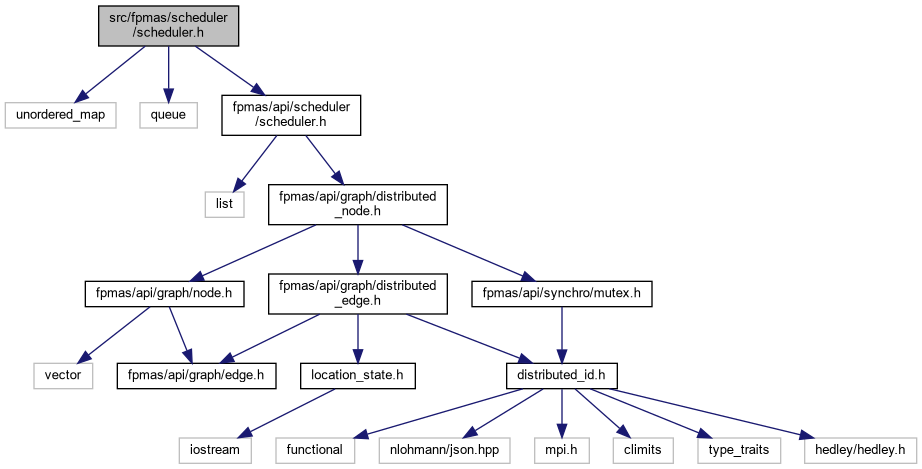 src/fpmas/scheduler
/scheduler.h
unordered_map
queue
fpmas/api/scheduler
/scheduler.h
list
fpmas/api/graph/distributed
_node.h
fpmas/api/graph/node.h
fpmas/api/graph/distributed
_edge.h
fpmas/api/synchro/mutex.h
vector
fpmas/api/graph/edge.h
location_state.h
distributed_id.h
iostream
functional
nlohmann/json.hpp
mpi.h
climits
type_traits
hedley/hedley.h